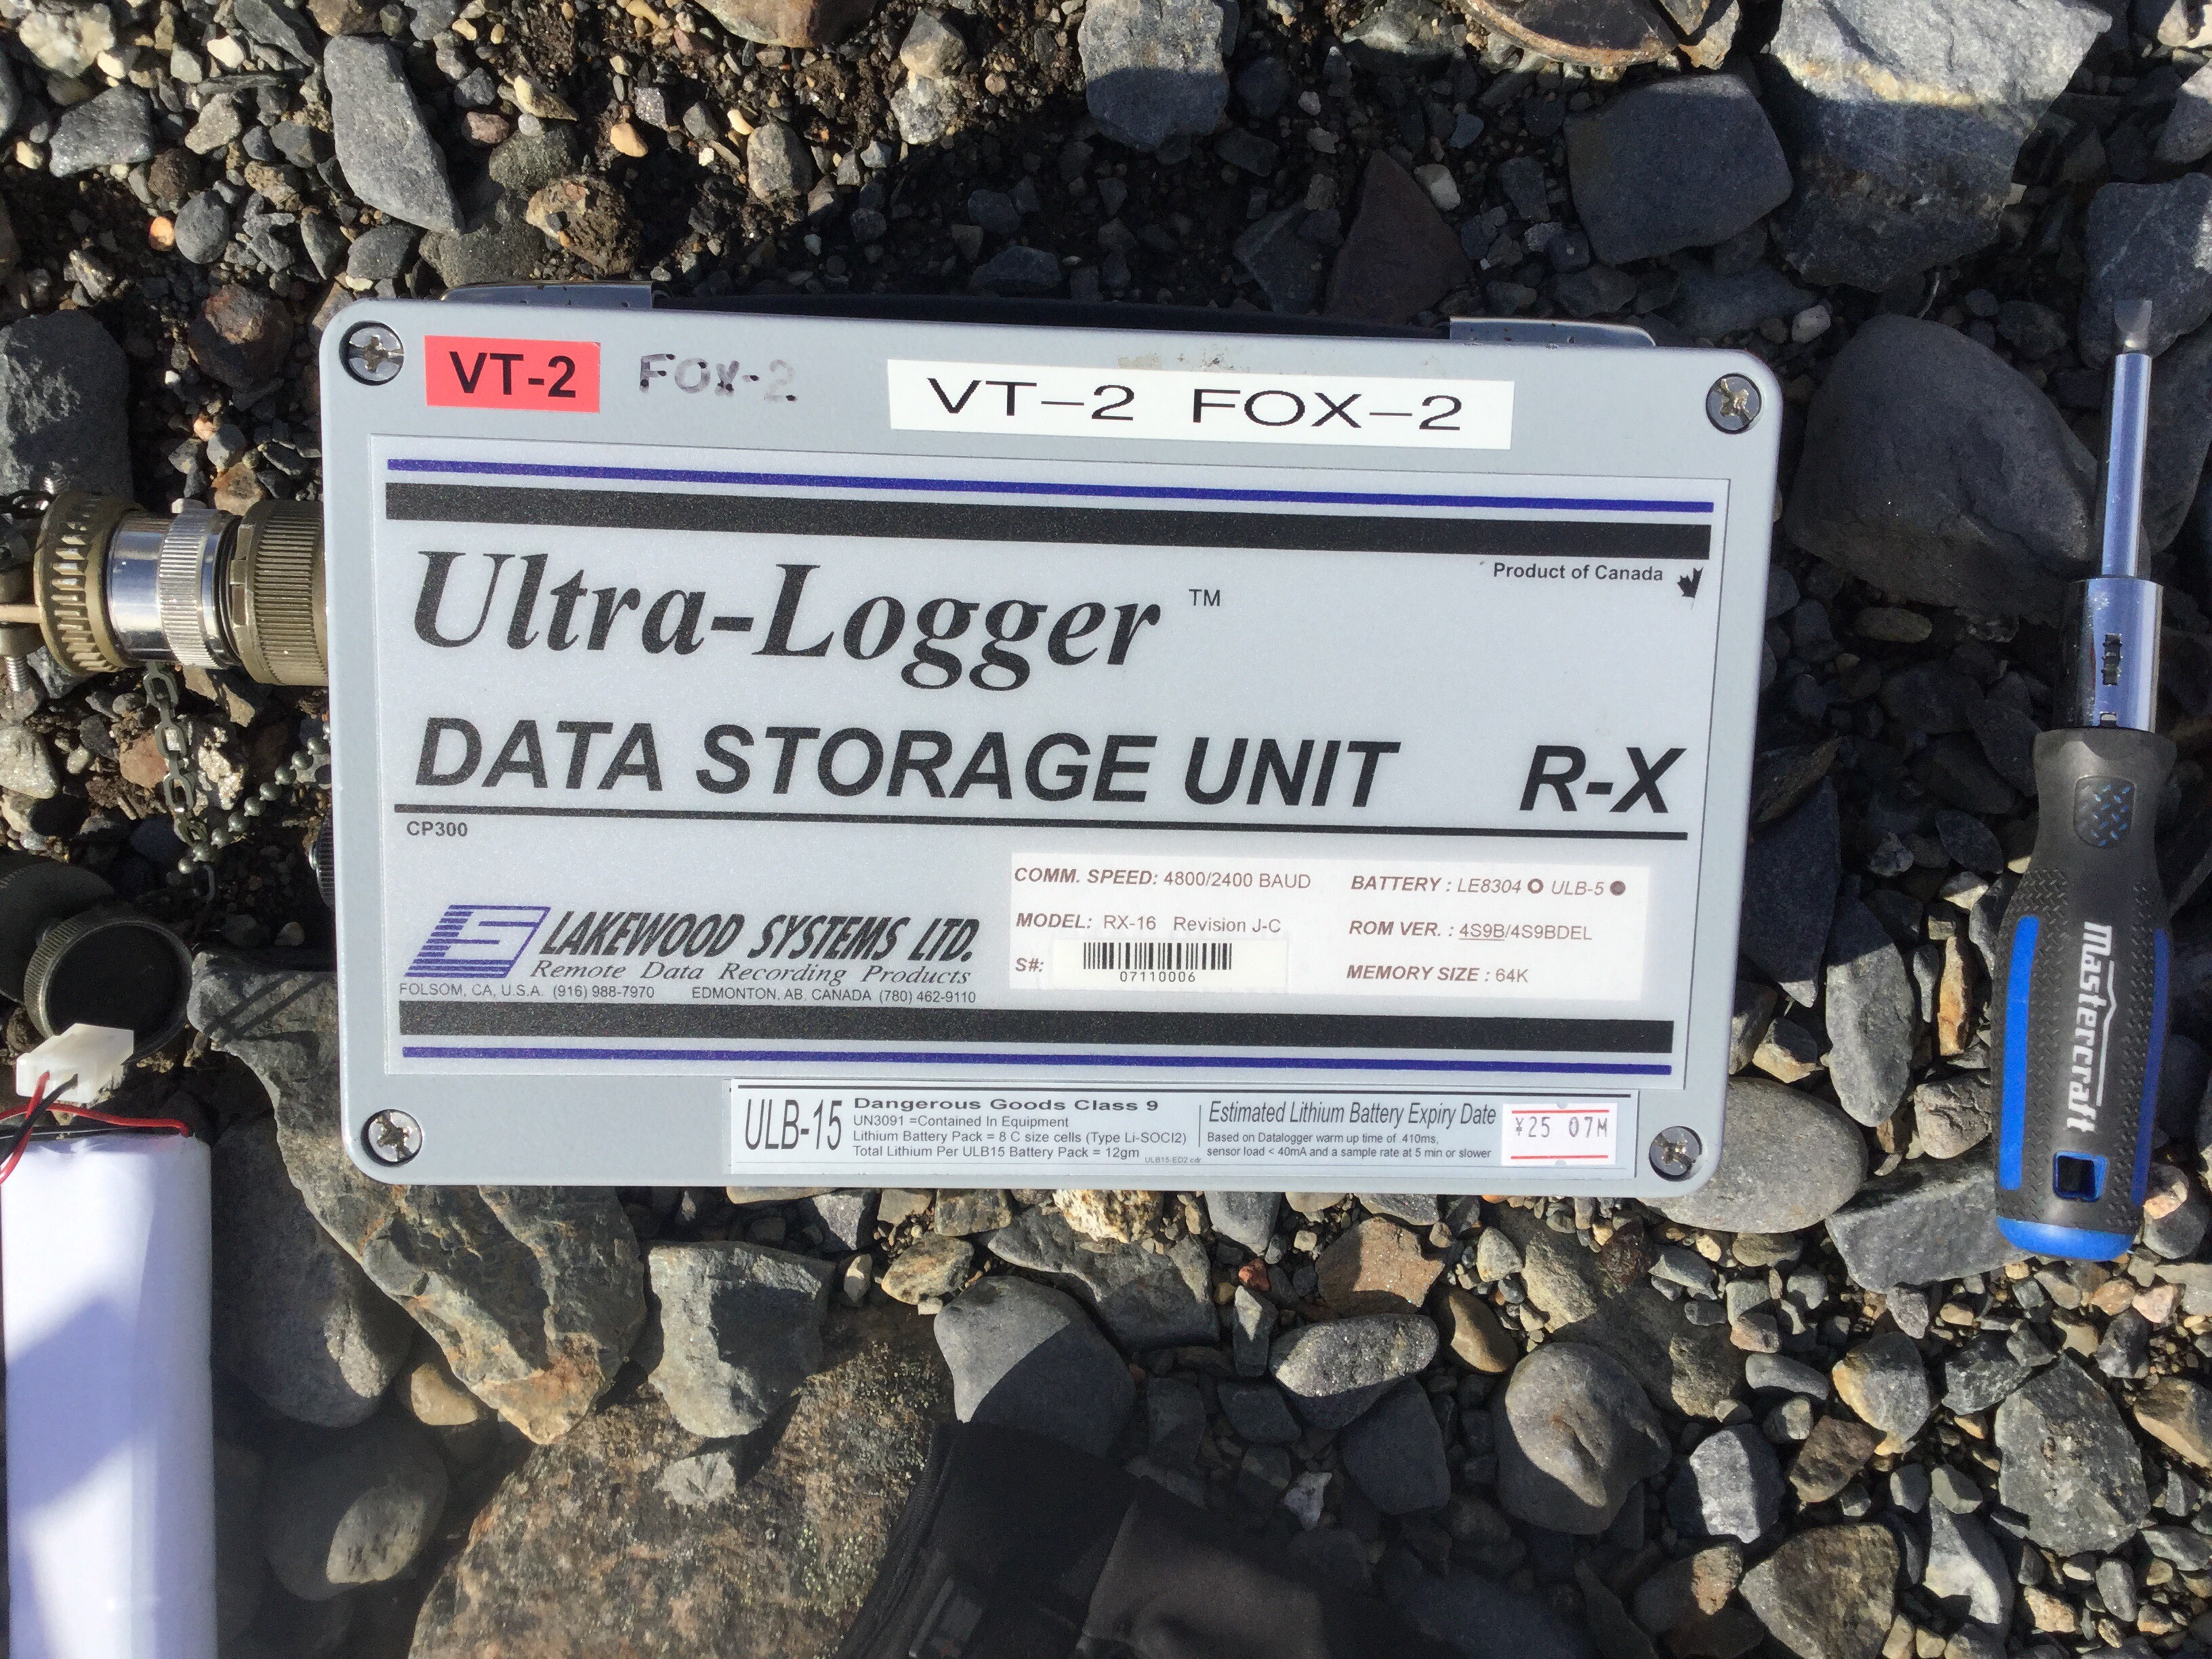 VT-2 FOX-2 VT-2 FOX-2
Ultra-Logger ™
Product of Canada
DATA STORAGE UNIT R-X
CP300
LAKEWOOD SYSTEMS LTD.
Remote Data Recording Products
FOLSOM, CA, U.S.A. (916) 988-7970 EDMONTON, AB. CANADA (780) 462-9110
COMM. SPEED: 4800/2400 BAUD
MODEL: RX-16 Revision J-C
S#:
07110006
BATTERY : LE8304 ULB-5
ROM VER. : 4S9B/4S9BDEL
MEMORY SIZE : 64K
ULB-15
Dangerous Goods Class 9
UN3091 =Contained In Equipment
Lithium Battery Pack = 8 C size cells (Type Li-SOCl2)
Total Lithium Per ULB15 Battery Pack = 12gm
ULB15-ED2.cdr
Estimated Lithium Battery Expiry Date
Based on Datalogger warm up time of 410ms,
sensor load < 40mA and a sample rate at 5 min or slower
¥25 07M
Mastercraft